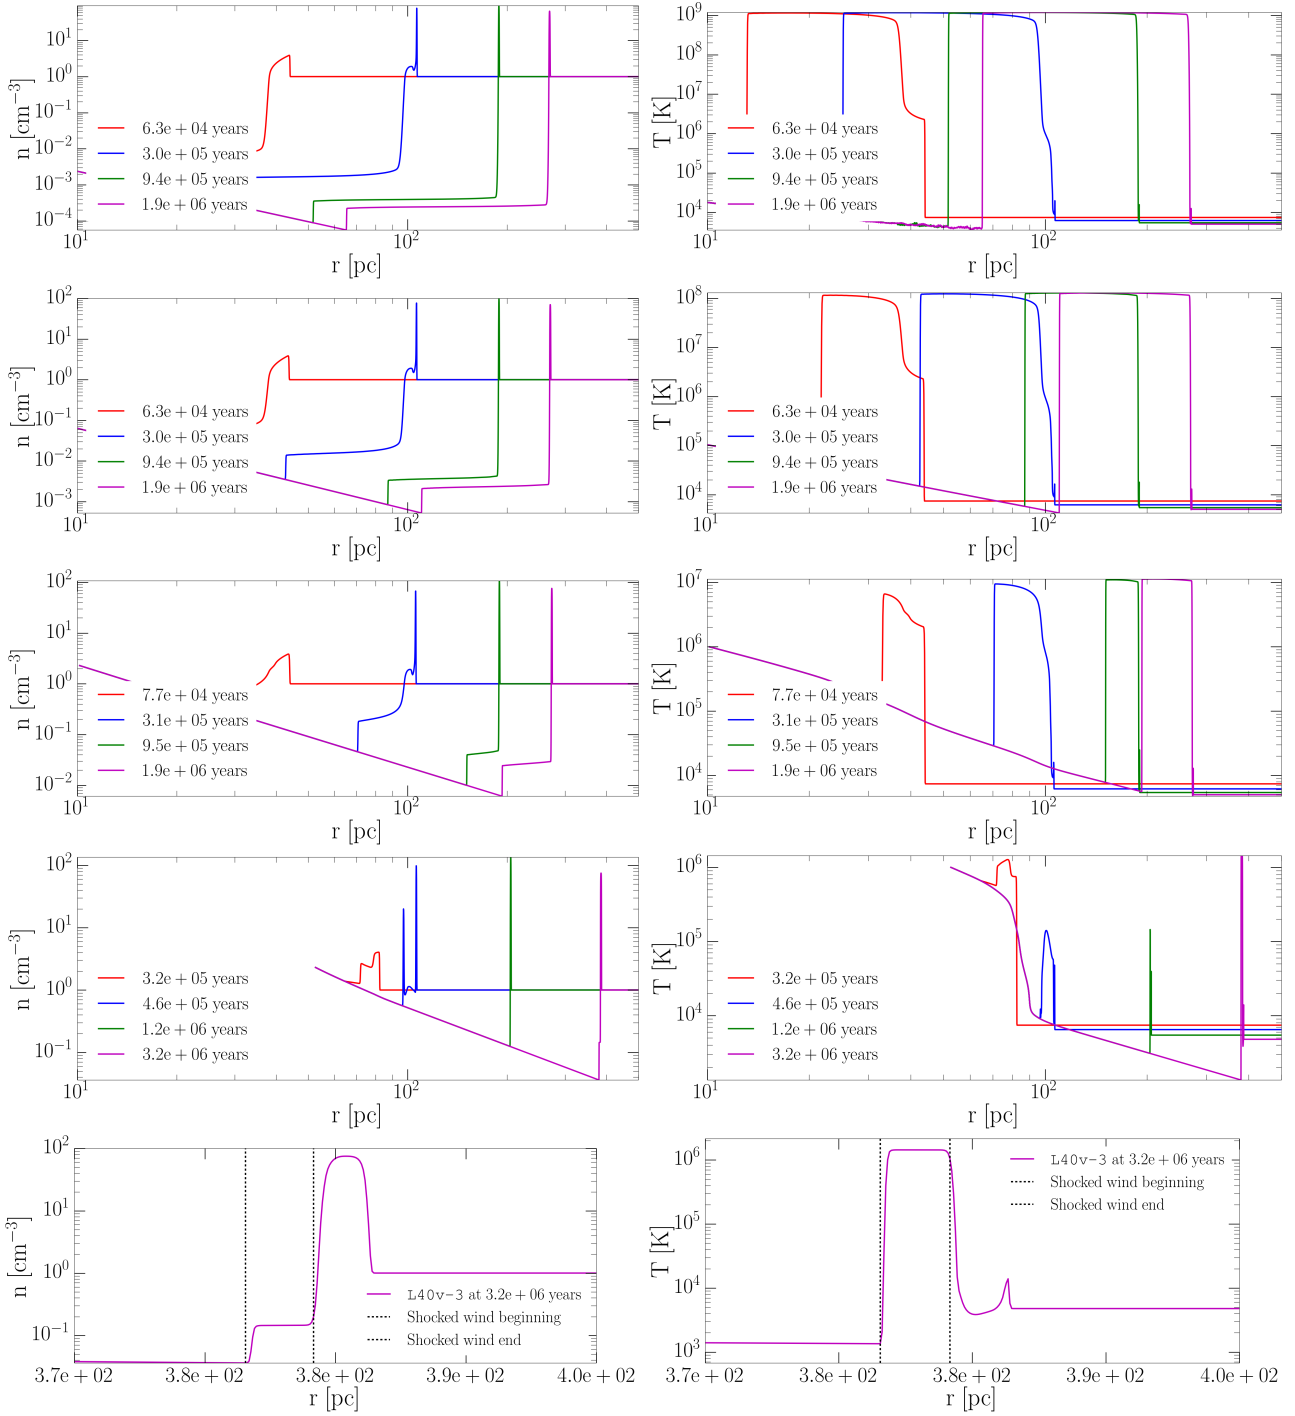 n [cm⁻³]
10¹
10⁰
10⁻¹
10⁻²
10⁻³
10⁻⁴
6.3e + 04 years
3.0e + 05 years
9.4e + 05 years
1.9e + 06 years
10¹
10²
r [pc]
T [K]
10⁹
10⁸
10⁷
10⁶
10⁵
10⁴
6.3e + 04 years
3.0e + 05 years
9.4e + 05 years
1.9e + 06 years
10¹
10²
r [pc]
n [cm⁻³]
10²
10¹
10⁰
10⁻¹
10⁻²
10⁻³
6.3e + 04 years
3.0e + 05 years
9.4e + 05 years
1.9e + 06 years
10¹
10²
r [pc]
T [K]
10⁸
10⁷
10⁶
10⁵
10⁴
6.3e + 04 years
3.0e + 05 years
9.4e + 05 years
1.9e + 06 years
10¹
10²
r [pc]
n [cm⁻³]
10²
10¹
10⁰
10⁻¹
10⁻²
7.7e + 04 years
3.1e + 05 years
9.5e + 05 years
1.9e + 06 years
10¹
10²
r [pc]
T [K]
10⁷
10⁶
10⁵
10⁴
7.7e + 04 years
3.1e + 05 years
9.5e + 05 years
1.9e + 06 years
10¹
10²
r [pc]
n [cm⁻³]
10²
10¹
10⁰
10⁻¹
3.2e + 05 years
4.6e + 05 years
1.2e + 06 years
3.2e + 06 years
10¹
10²
r [pc]
T [K]
10⁶
10⁵
10⁴
3.2e + 05 years
4.6e + 05 years
1.2e + 06 years
3.2e + 06 years
10¹
10²
r [pc]
n [cm⁻³]
10²
10¹
10⁰
10⁻¹
L40v-3 at 3.2e + 06 years
Shocked wind beginning
Shocked wind end
3.7e + 02
3.8e + 02
3.8e + 02
3.9e + 02
4.0e + 02
r [pc]
T [K]
10⁶
10⁵
10⁴
10³
L40v-3 at 3.2e + 06 years
Shocked wind beginning
Shocked wind end
3.7e + 02
3.8e + 02
3.8e + 02
3.9e + 02
4.0e + 02
r [pc]